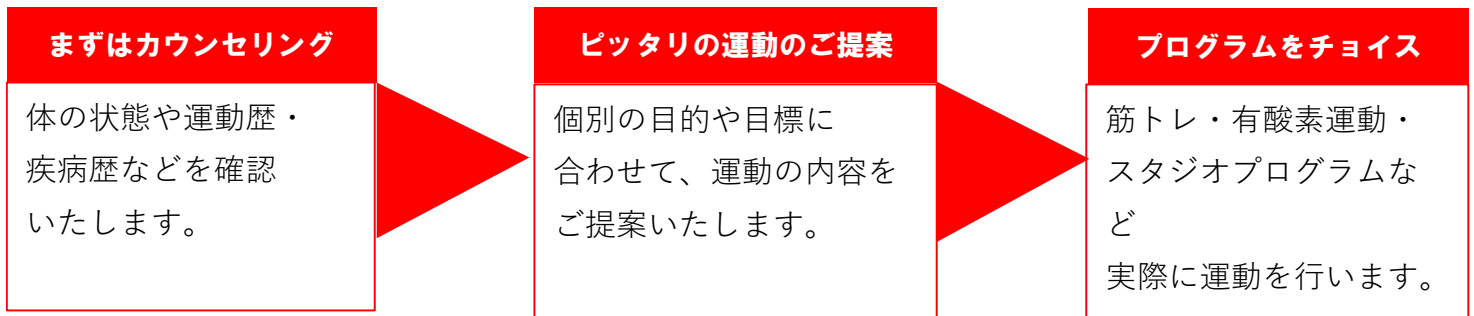 まずはカウンセリング
体の状態や運動歴・
疾病歴などを確認
いたします。
ピッタリの運動のご提案
個別の目的や目標に
合わせて、運動の内容を
ご提案いたします。
プログラムをチョイス
筋トレ・有酸素運動・
スタジオプログラムな
ど
実際に運動を行います。